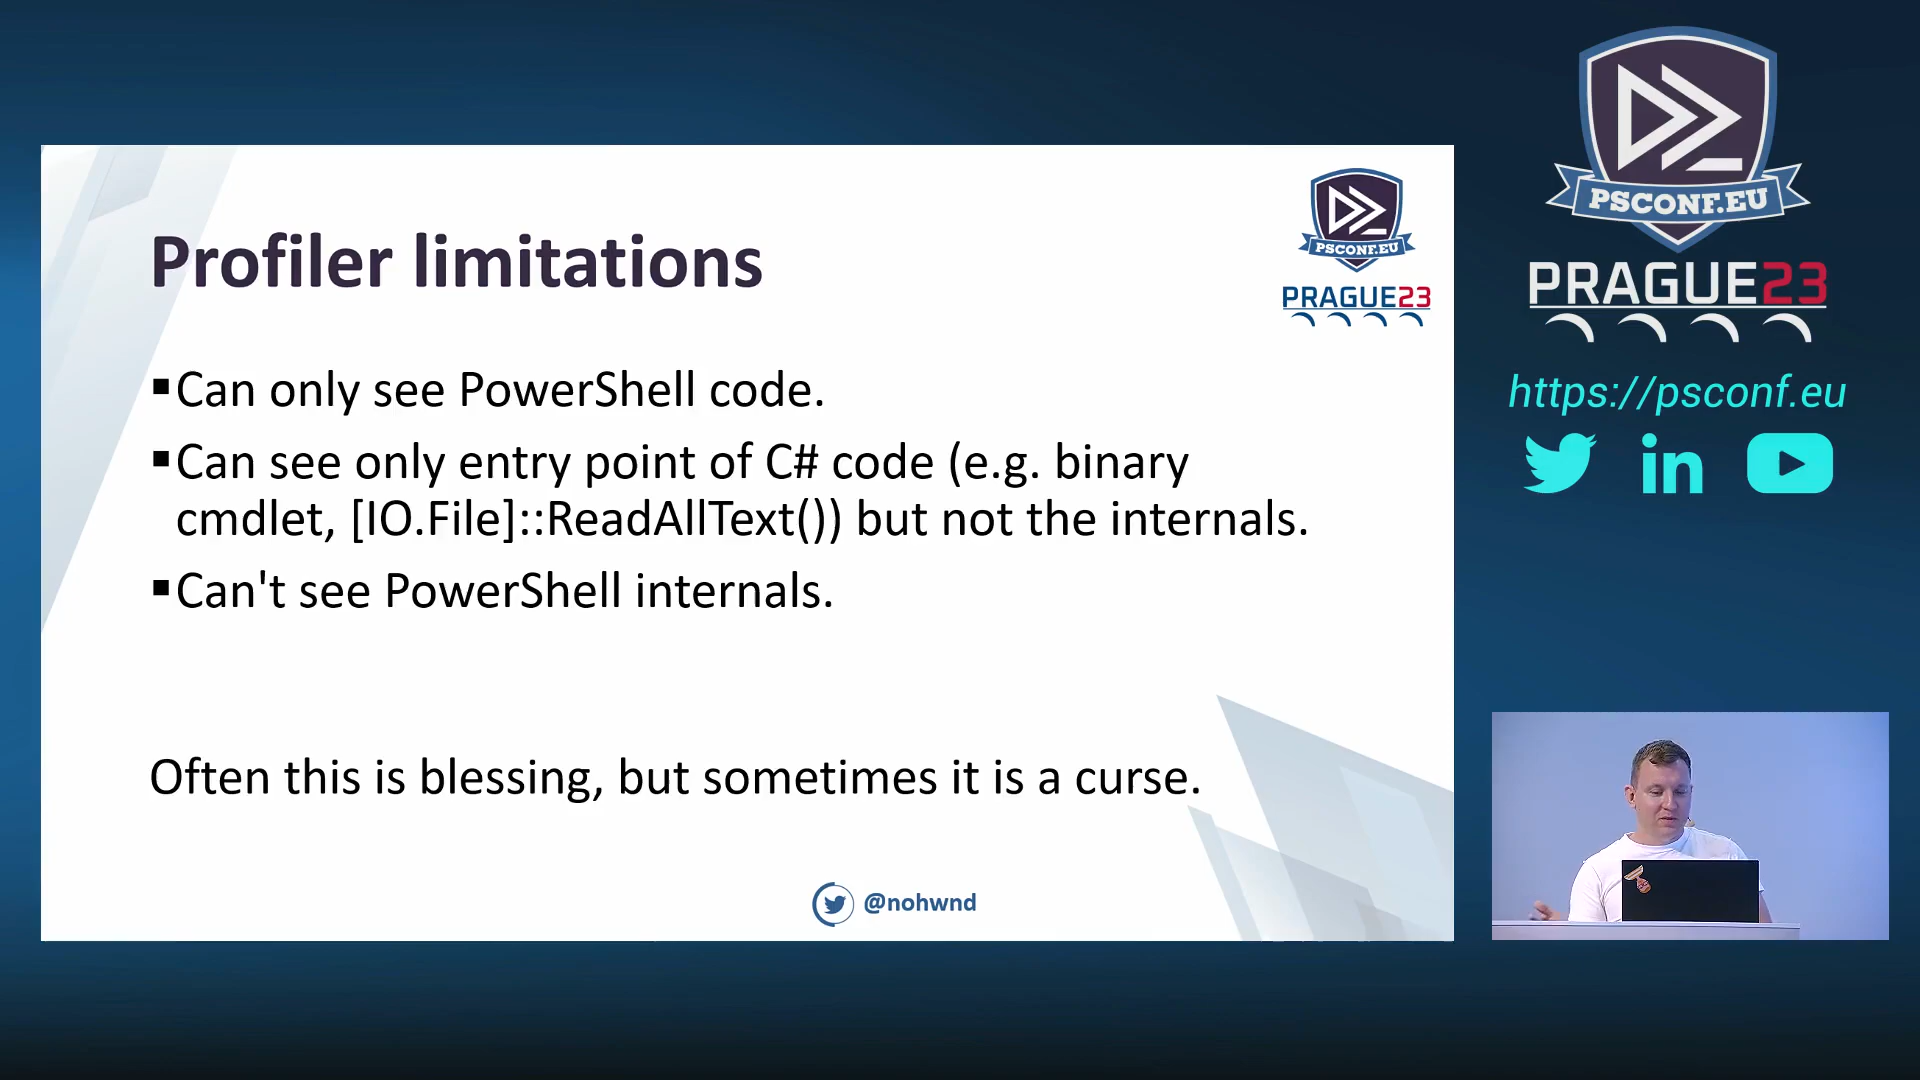 Profiler limitations
PSCONF.EU
PRAGUE23
▪Can only see PowerShell code.
▪Can see only entry point of C# code (e.g. binary
cmdlet, [IO.File]::ReadAllText()) but not the internals.
▪Can't see PowerShell internals.
Often this is blessing, but sometimes it is a curse.
@nohwnd
PSCONF.EU
PRAGUE23
https://psconf.eu
in